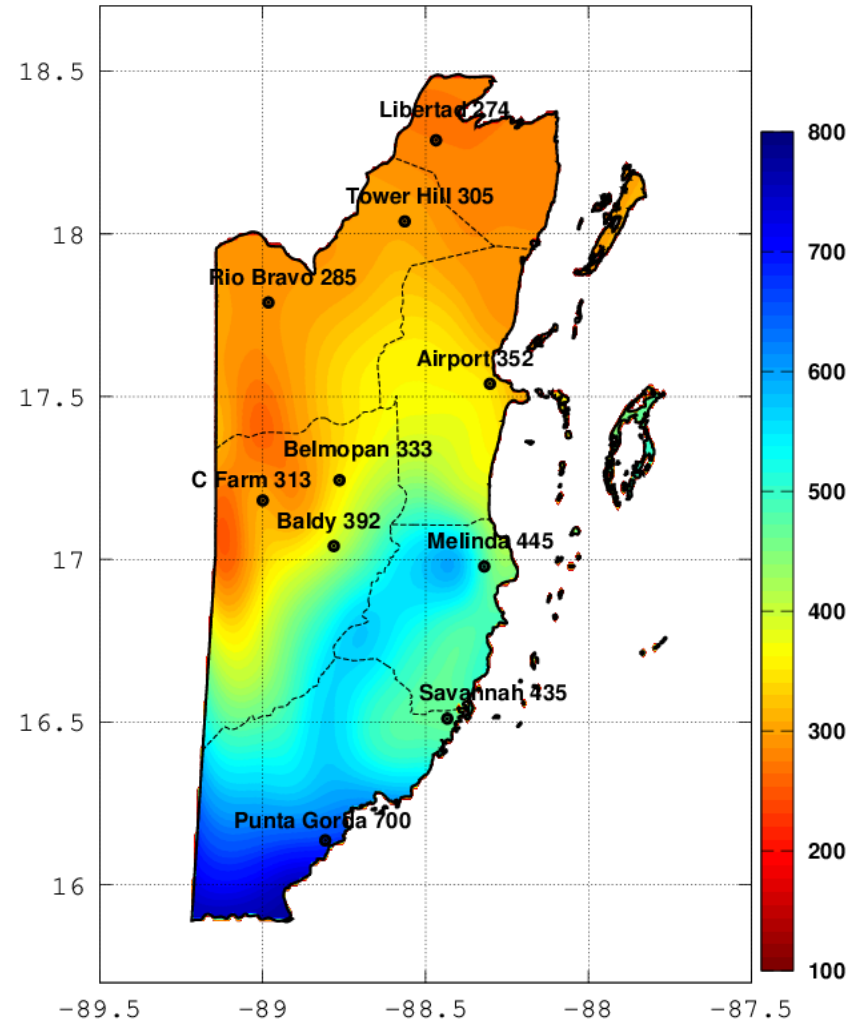 18.5
Libertad 274
800
Tower Hill 305
18
700
Rio Bravo 285
Airport 352
600
17.5
Belmopan 333
C Farm 313
500
Baldy 392
Melinda 445
17
400
Savannah 435
16.5
300
Punta Gorda 700
200
16
100
-89.5
-89
-88.5
-88
-87.5